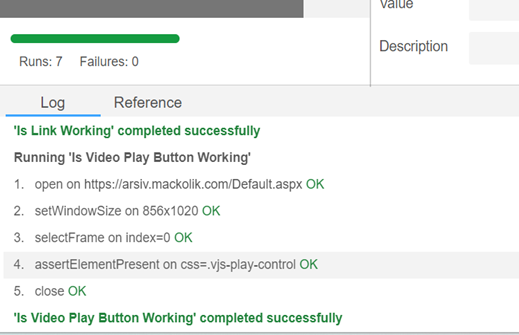 Value
Runs: 7 Failures: 0
Description
Log Reference
'Is Link Working' completed successfully
Running 'Is Video Play Button Working'
1. open on https://arsiv.mackolik.com/Default.aspx OK
2. setWindowSize on 856x1020 OK
3. selectFrame on index=0 OK
4. assertElementPresent on css=.vjs-play-control OK
5. close OK
'Is Video Play Button Working' completed successfully